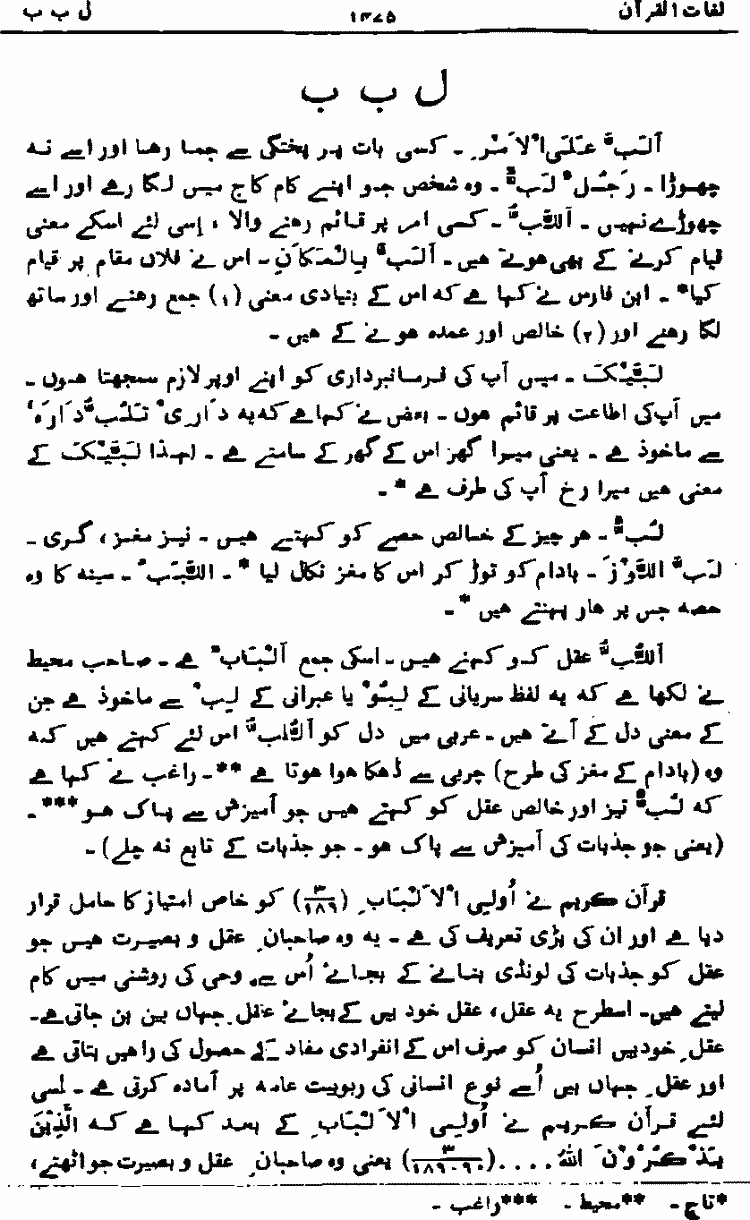 لغات القرآن ۱۴۷۵ ل ب ب
ل ب ب
اَلَبَّ عَلَی الْاَمْرِ ۔ کسی بات پر پختگی سے جما رہا اور اسے نہ
چھوڑا ۔ رَجُلٌ لَبٌّ ۔ وہ شخص جو اپنے کام کاج میں لگا رہے اور اسے
چھوڑے نہیں ۔ اَللَّبُّ ۔ کسی امر پر قائم رہنے والا ، اسی لئے اسکے معنی
قیام کرنے کے بھی ہوتے ہیں ۔ اَلَبَّ بِالْمَکَانِ ۔ اس نے فلاں مقام پر قیام
کیا* ۔ ابن فارس نے کہا ہے کہ اس کے بنیادی معنی (۱) جمع رہنے اور ساتھ
لگا رہنے اور (۲) خالص اور عمدہ ہونے کے ہیں ۔
لَبَّیْکَ ۔ میں آپ کی فرمانبرداری کو اپنے اوپر لازم سمجھتا ہوں ۔
میں آپ کی اطاعت پر قائم ہوں ۔ بعض نے کہا ہے کہ یہ دَارِیْ تَلُبُّ دَارَہٗ
سے ماخوذ ہے ۔ یعنی میرا گھر اس کے گھر کے سامنے ہے ۔ لہذا لَبَّیْکَ کے
معنی ہیں میرا رخ آپ کی طرف ہے * ۔
لُبٌّ ۔ ہر چیز کے خالص حصے کو کہتے ہیں ۔ نیز مغز ، گری ۔
لَبَّ اللَّوْزَ ۔ بادام کو توڑ کر اس کا مغز نکال لیا * ۔ اَللَّبَبُ ۔ سینہ کا وہ
حصہ جس پر ہار پہنتے ہیں * ۔
اَللُّبُّ عقل کو کہتے ہیں ۔ اسکی جمع اَلْبَابٌ ہے ۔ صاحب محیط
نے لکھا ہے کہ یہ لفظ سریانی کے لِبُّوْ یا عبرانی کے لیبْ سے ماخوذ ہے جن
کے معنی دل کے آتے ہیں ۔ عربی میں دل کو اَللُّبُّ اس لئے کہتے ہیں کہ
وہ (بادام کے مغز کی طرح) چربی سے ڈھکا ہوا ہوتا ہے ** ۔ راغب نے کہا ہے
کہ لُبٌّ تیز اور خالص عقل کو کہتے ہیں جو آمیزش سے پاک ہو *** ۔
(یعنی جو جذبات کی آمیزش سے پاک ہو ۔ جو جذبات کے تابع نہ چلے) ۔
قرآن کریم نے اُولِی الْاَلْبَابِ (۳/۱۸۹) کو خاص امتیاز کا حامل قرار
دیا ہے اور ان کی بڑی تعریف کی ہے ۔ یہ وہ صاحبانِ عقل و بصیرت ہیں جو
عقل کو جذبات کی لونڈی بنانے کے بجائے اُس سے وحی کی روشنی میں کام
لیتے ہیں ۔ اسطرح یہ عقل ، عقل خود بیں کے بجائے عقلِ جہاں بین بن جاتی ہے ۔
عقلِ خود بیں انسان کو صرف اس کے انفرادی مفاد کے حصول کی راہیں بتاتی ہے
اور عقلِ جہاں بیں اُسے نوع انسانی کی ربوبیت عامہ پر آمادہ کرتی ہے ۔ اسی
لئے قرآن کریم نے اُولِی الْاَلْبَابِ کے بعد کہا ہے کہ الَّذِیْنَ
یَذْکُرُوْنَ اللّٰہَ .... (۳/۱۸۹-۹۰) یعنی وہ صاحبانِ عقل و بصیرت جو اٹھتے ،
*تاج ۔ **محیط ۔ ***راغب ۔